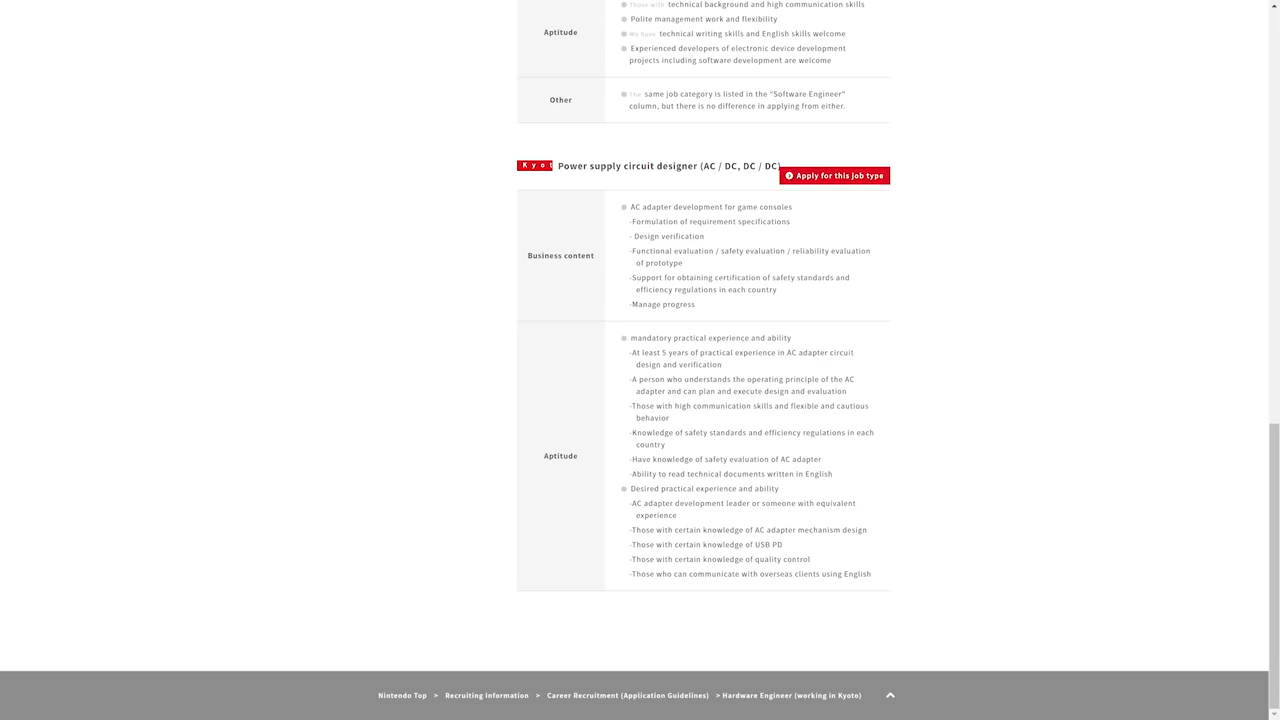 Those with technical background and high communication skills
Aptitude
Polite management work and flexibility
We have technical writing skills and English skills welcome
Experienced developers of electronic device development
projects including software development are welcome
Other
The same job category is listed in the "Software Engineer"
column, but there is no difference in applying from either.
Kyot Power supply circuit designer (AC / DC, DC / DC)
Apply for this job type
Business content
AC adapter development for game consoles
-Formulation of requirement specifications
- Design verification
-Functional evaluation / safety evaluation / reliability evaluation
of prototype
-Support for obtaining certification of safety standards and
efficiency regulations in each country
-Manage progress
Aptitude
mandatory practical experience and ability
-At least 5 years of practical experience in AC adapter circuit
design and verification
-A person who understands the operating principle of the AC
adapter and can plan and execute design and evaluation
-Those with high communication skills and flexible and cautious
behavior
-Knowledge of safety standards and efficiency regulations in each
country
-Have knowledge of safety evaluation of AC adapter
-Ability to read technical documents written in English
Desired practical experience and ability
-AC adapter development leader or someone with equivalent
experience
-Those with certain knowledge of AC adapter mechanism design
-Those with certain knowledge of USB PD
-Those with certain knowledge of quality control
-Those who can communicate with overseas clients using English
Nintendo Top > Recruiting Information > Career Recruitment (Application Guidelines) > Hardware Engineer (working in Kyoto)